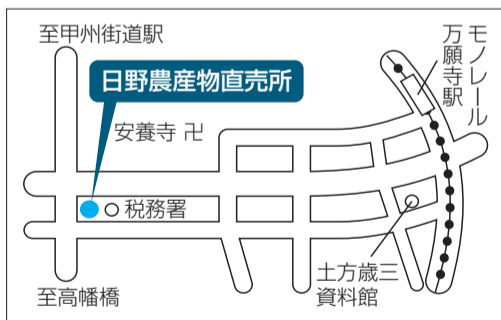 至甲州街道駅
日野農産物直売所
安養寺 卍
税務署
至高幡橋
モノレール
万願寺駅
土方歳三
資料館